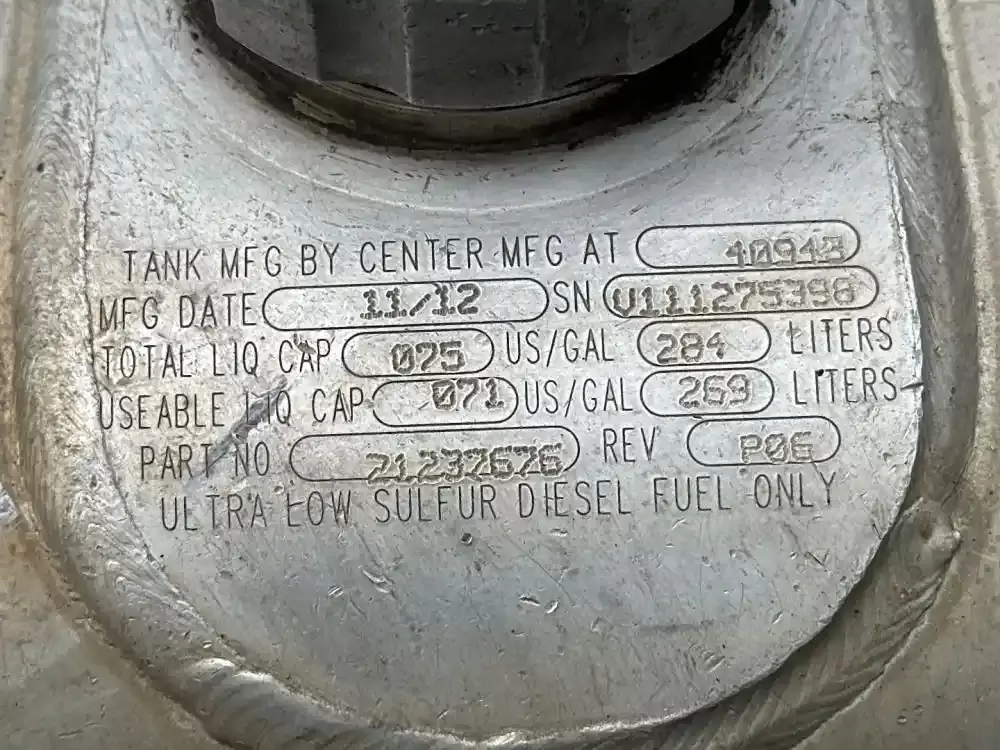 TANK MFG BY CENTER MFG AT 40943
MFG DATE 11/12 SN V111275398
TOTAL LIQ CAP 075 US/GAL 284 LITERS
USEABLE LIQ CAP 071 US/GAL 269 LITERS
PART NO 21237676 REV P06
ULTRA LOW SULFUR DIESEL FUEL ONLY